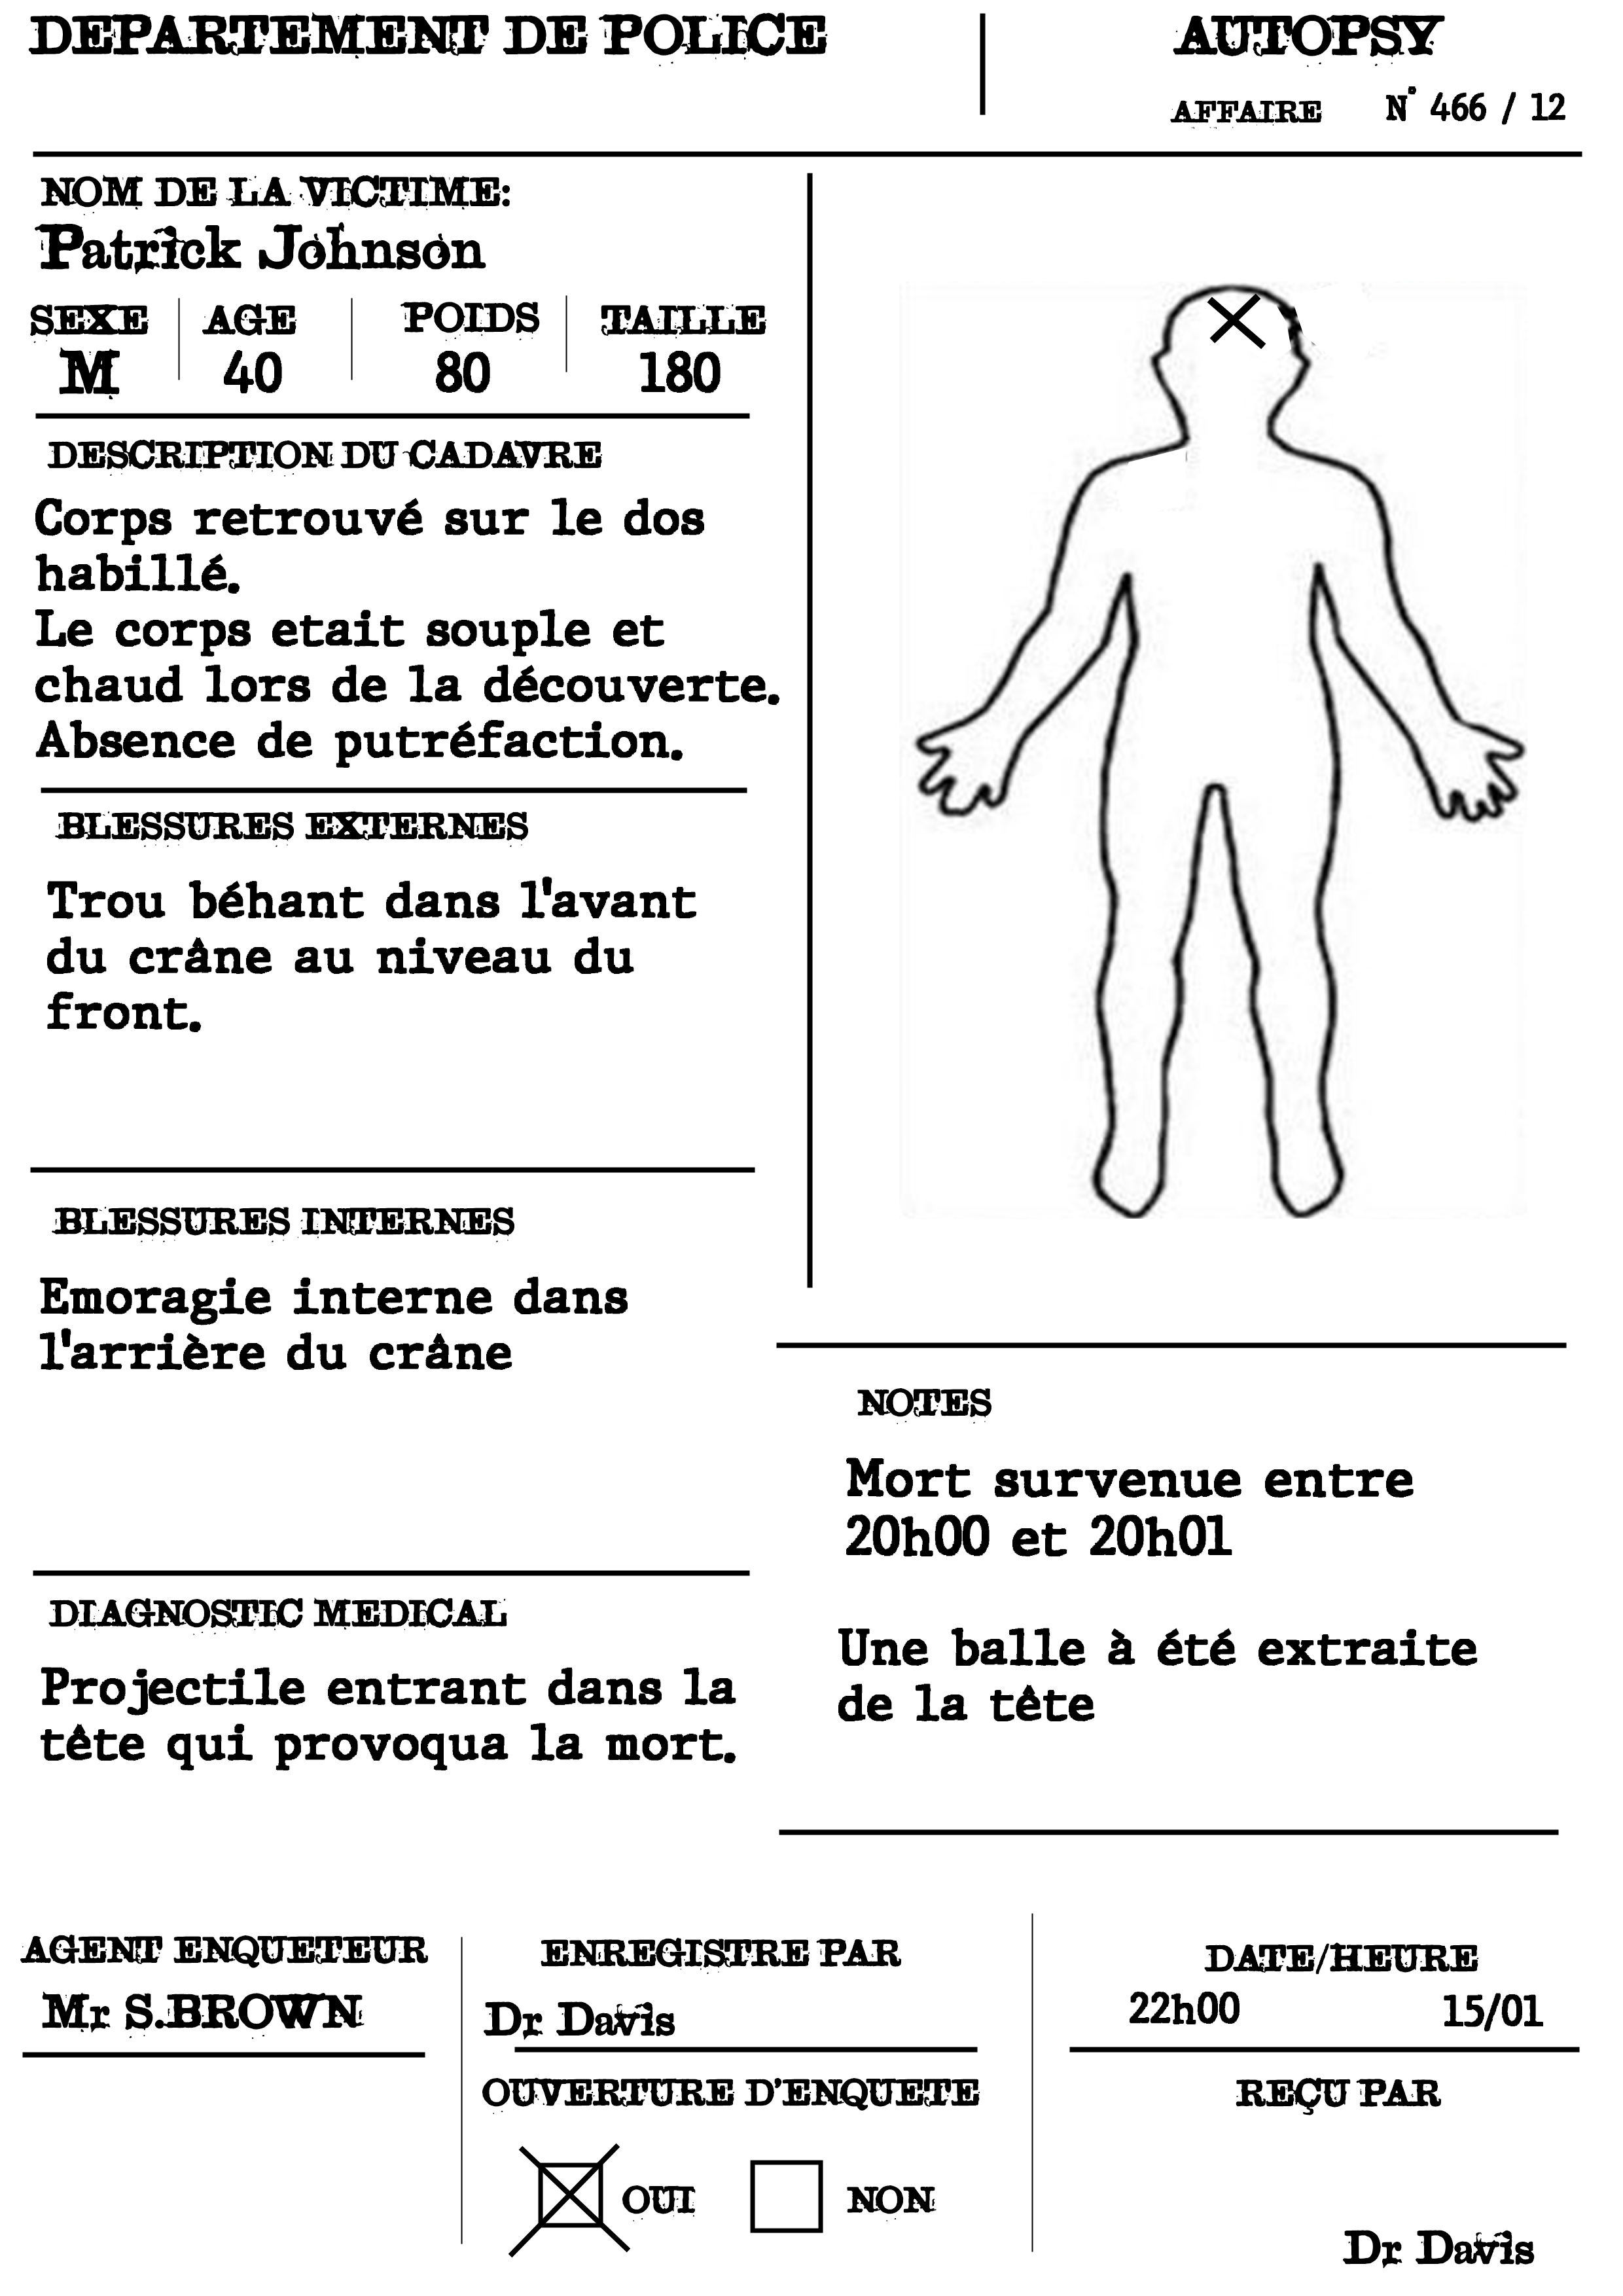 DEPARTEMENT DE POLICE
AUTOPSY
AFFAIRE N° 466 / 12
NOM DE LA VICTIME:
Patrick Johnson
SEXE AGE POIDS TAILLE
M 40 80 180
DESCRIPTION DU CADAVRE
Corps retrouvé sur le dos
habillé.
Le corps etait souple et
chaud lors de la découverte.
Absence de putréfaction.
BLESSURES EXTERNES
Trou béhant dans l'avant
du crâne au niveau du
front.
BLESSURES INTERNES
Emoragie interne dans
l'arrière du crâne
DIAGNOSTIC MEDICAL
Projectile entrant dans la
tête qui provoqua la mort.
NOTES
Mort survenue entre
20h00 et 20h01
Une balle à été extraite
de la tête
AGENT ENQUETEUR
Mr S.BROWN
ENREGISTRE PAR
Dr Davis
OUVERTURE D'ENQUETE
OUI NON
DATE/HEURE
22h00 15/01
REÇU PAR
Dr Davis